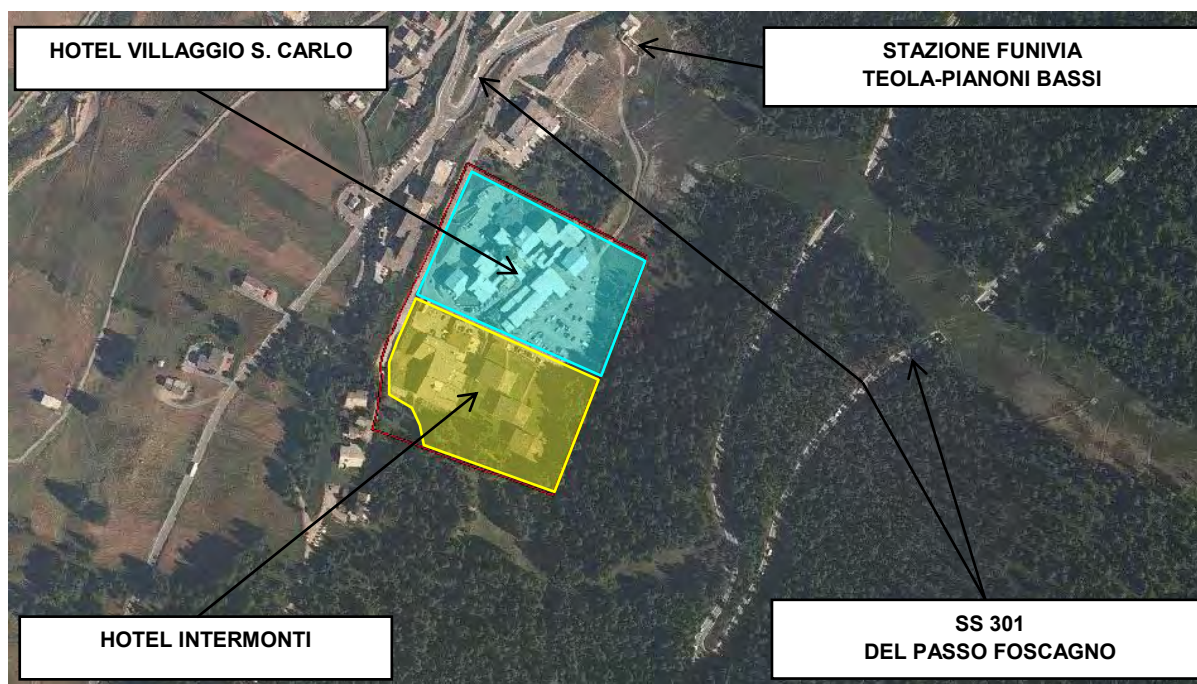 HOTEL VILLAGGIO S. CARLO
STAZIONE FUNIVIA
TEOLA-PIANONI BASSI
HOTEL INTERMONTI
SS 301
DEL PASSO FOSCAGNO